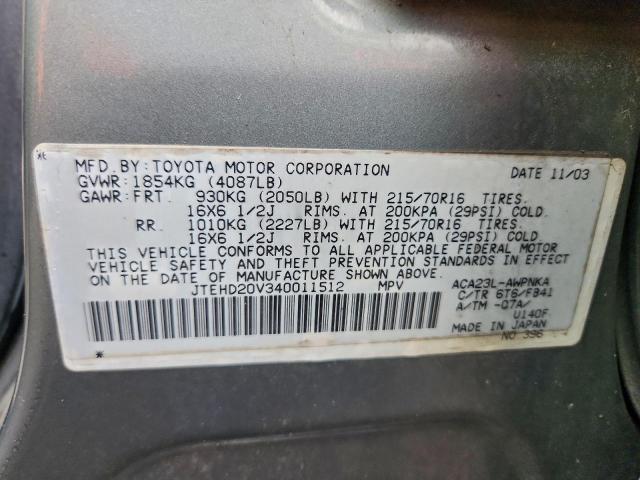 MFD. BY: TOYOTA MOTOR CORPORATION DATE 11/03
GVWR: 1854KG (4087LB)
GAWR: FRT. 930KG (2050LB) WITH 215/70R16 TIRES.
16X6 1/2J RIMS. AT 200KPA (29PSI) COLD.
RR. 1010KG (2227LB) WITH 215/70R16 TIRES.
16X6 1/2J RIMS. AT 200KPA (29PSI) COLD.
THIS VEHICLE CONFORMS TO ALL APPLICABLE FEDERAL MOTOR
VEHICLE SAFETY AND THEFT PREVENTION STANDARDS IN EFFECT
ON THE DATE OF MANUFACTURE SHOWN ABOVE.
JTEHD20V340011512 MPV ACA23L-AWPNKA
C/TR 6T6/FB41
A/TM -07A/
U140F
MADE IN JAPAN
NO 396